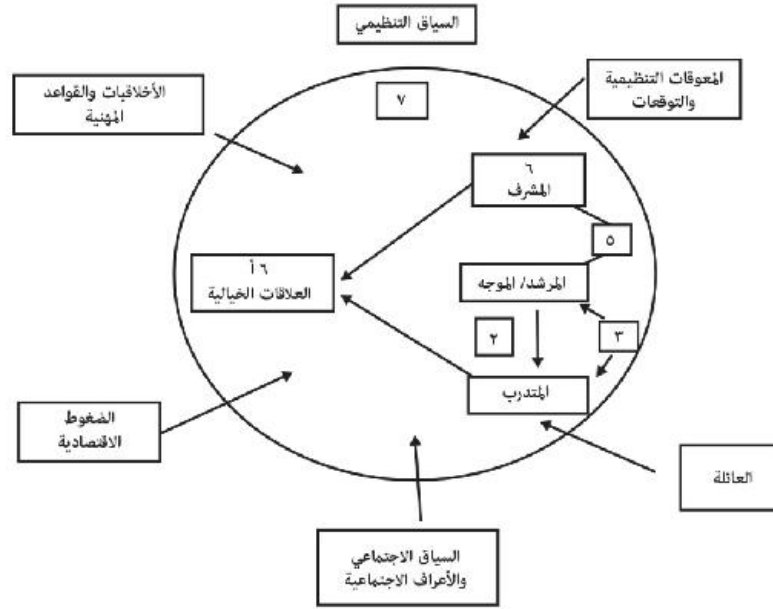 السياق التنظيمي
المعوقات التنظيمية
والتوقعات
٧
الأخلاقيات والقواعد
المهنية
٦
المشرف
٥
٦ أ
العلاقات الخيالية
المرشد/ الموجه
٣
٢
المتدرب
الضغوط
الاقتصادية
العائلة
السياق الاجتماعي
والأعراف الاجتماعية